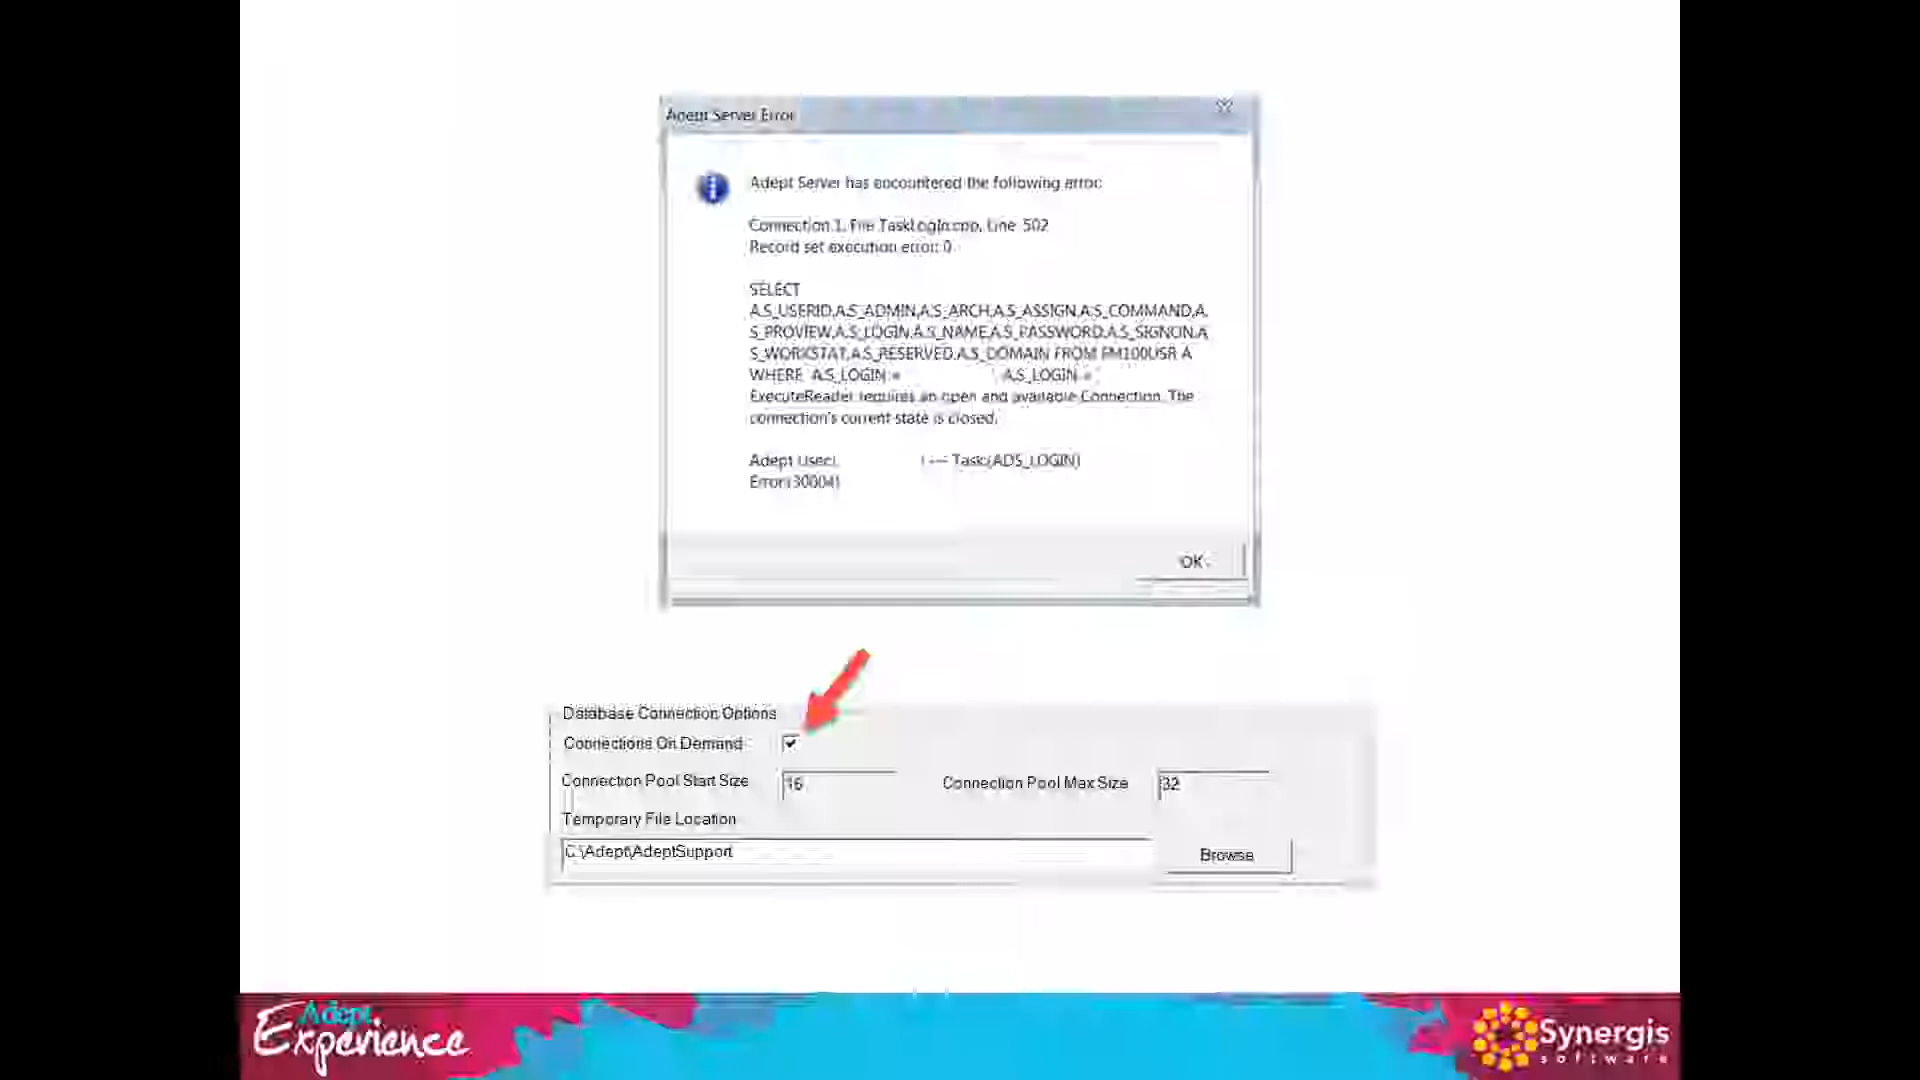 Adept Server Error
Adept Server has encountered the following error:
Connection 1, File TaskLogIn.cpp, Line 502
Record set execution error: 0
SELECT
A.S_USERID,A.S_ADMIN,A.S_ARCH,A.S_ASSIGN,A.S_COMMAND,A.
S_PROVIEW,A.S_LOGIN,A.S_NAME,A.S_PASSWORD,A.S_SIGNON,A.
S_WORKSTAT,A.S_RESERVED,A.S_DOMAIN FROM FM100USR A
WHERE A.S_LOGIN = A.S_LOGIN = '
ExecuteReader requires an open and available Connection. The
connection's current state is closed.
Adept User(. ) --- Task:(ADS_LOGIN)
Error:(30004)
OK
Database Connection Options
Connections On Demand
Connection Pool Start Size 16 Connection Pool Max Size 32
Temporary File Location
C:\Adept\AdeptSupport Browse
Adept
Experience
Synergis
software